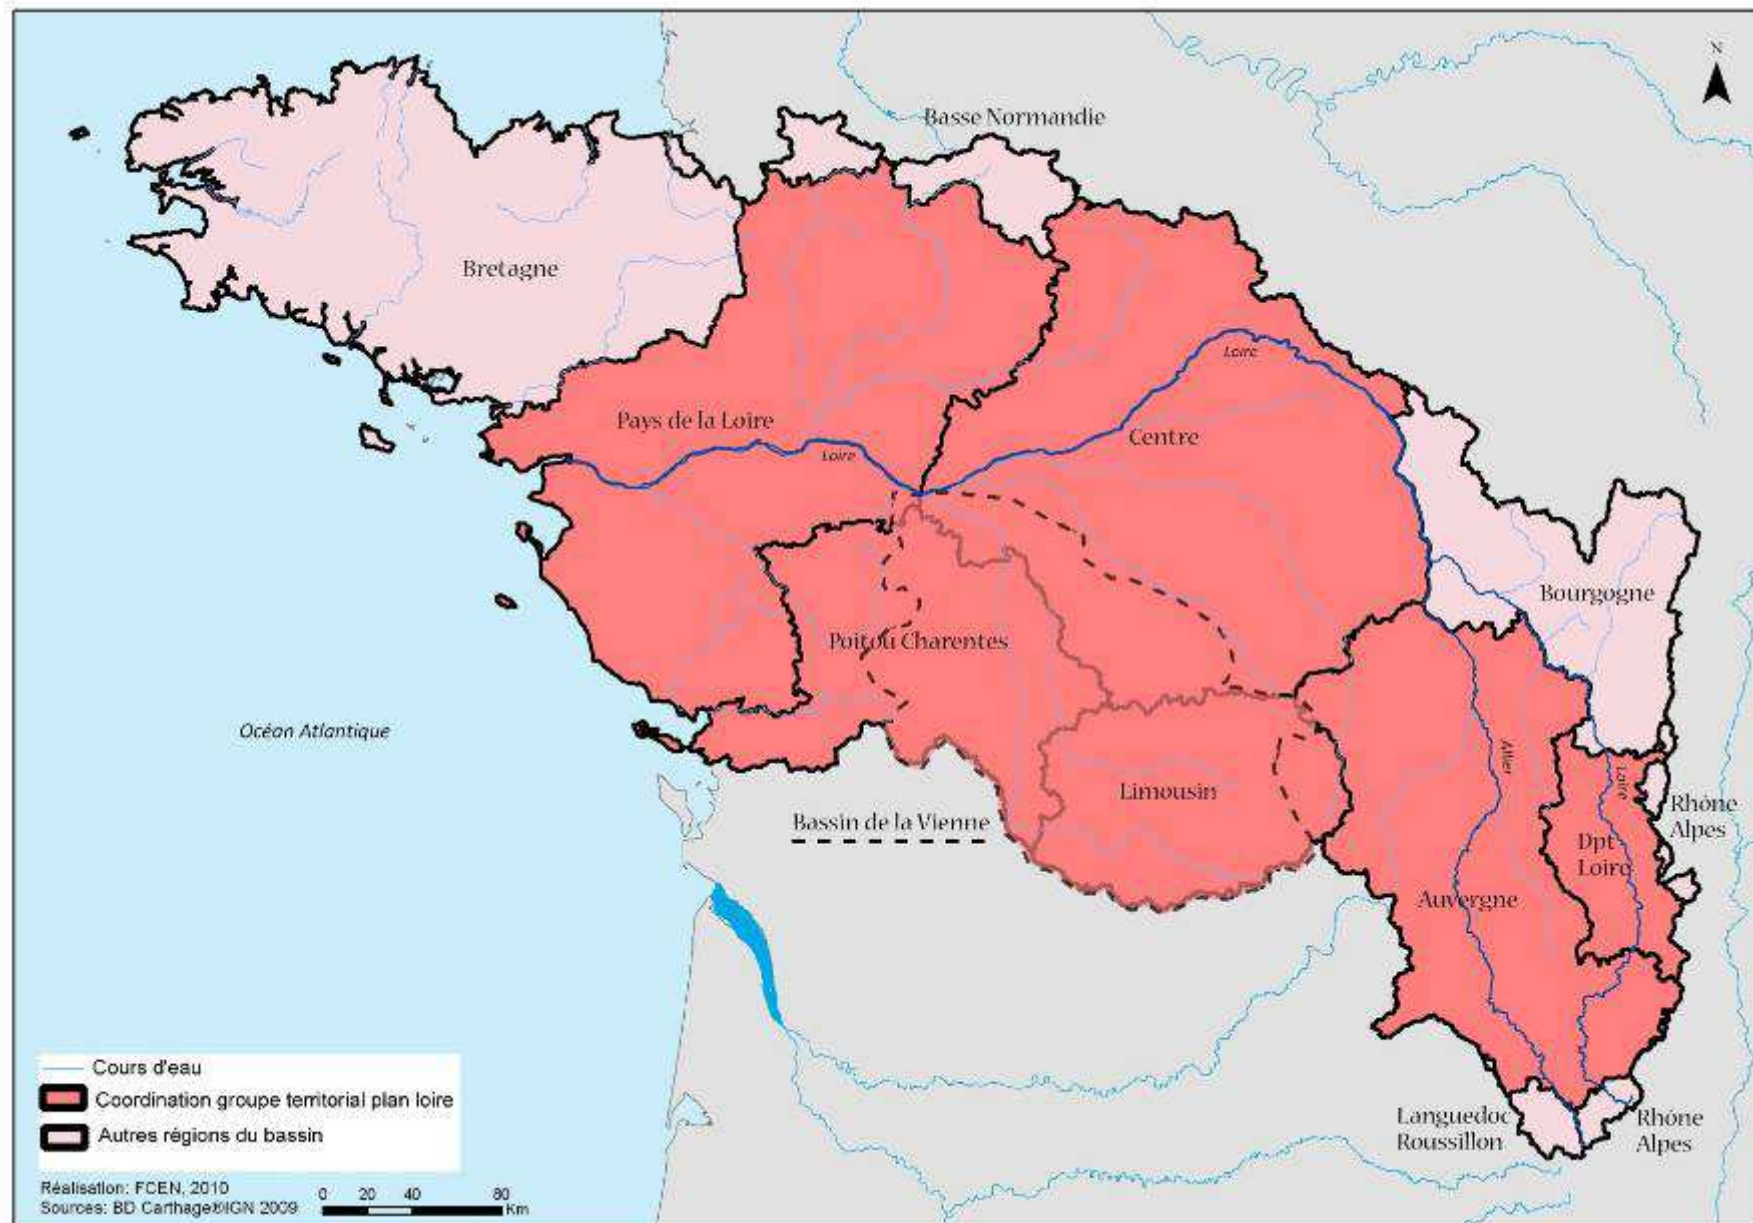 N
Basse Normandie
Bretagne
Loire
Pays de la Loire
Centre
Loire
Bourgogne
Poitou Charentes
Océan Atlantique
Allier
Loire
Limousin
Rhône
Alpes
Bassin de la Vienne
Dpt
Loire
Auvergne
Cours d'eau
Coordination groupe territorial plan loire
Autres régions du bassin
Languedoc
Roussillon
Rhône
Alpes
Réalisation: FCEN, 2010
Sources: BD Carthage®IGN 2009
0 20 40 80
Km